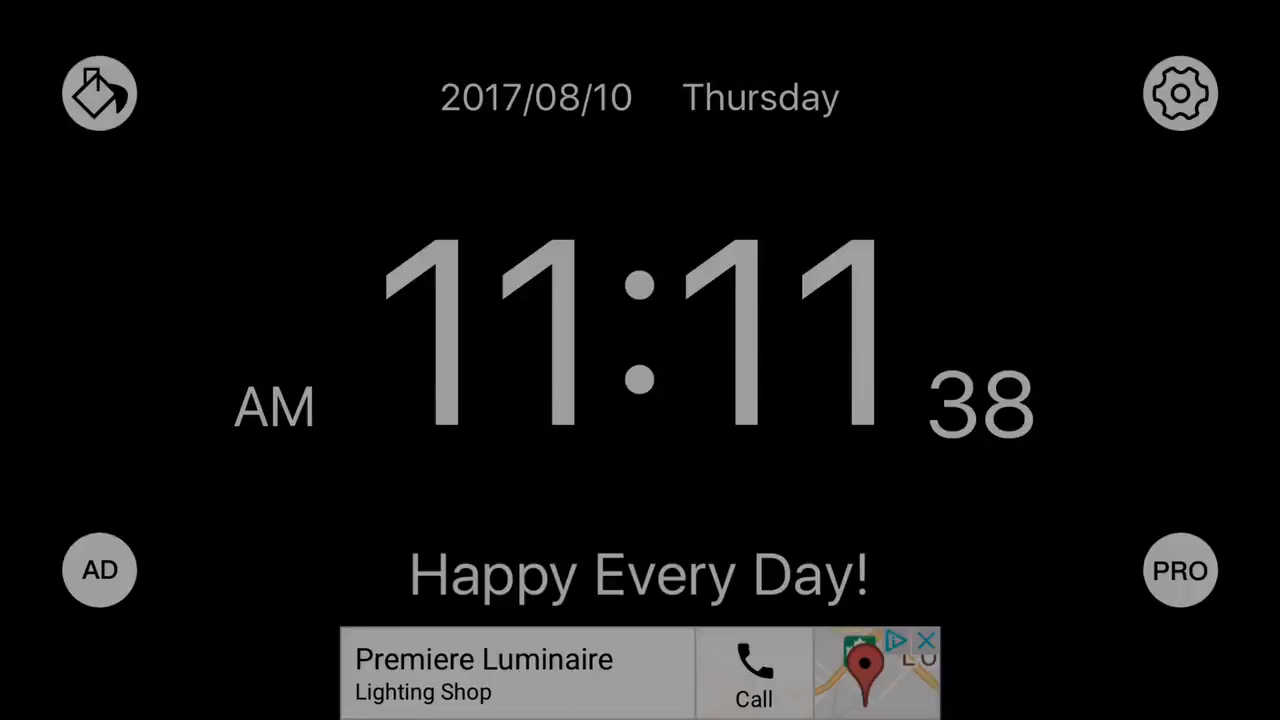 2017/08/10 Thursday
11:11
AM
38
AD
Happy Every Day!
PRO
Premiere Luminaire
Lighting Shop
Call